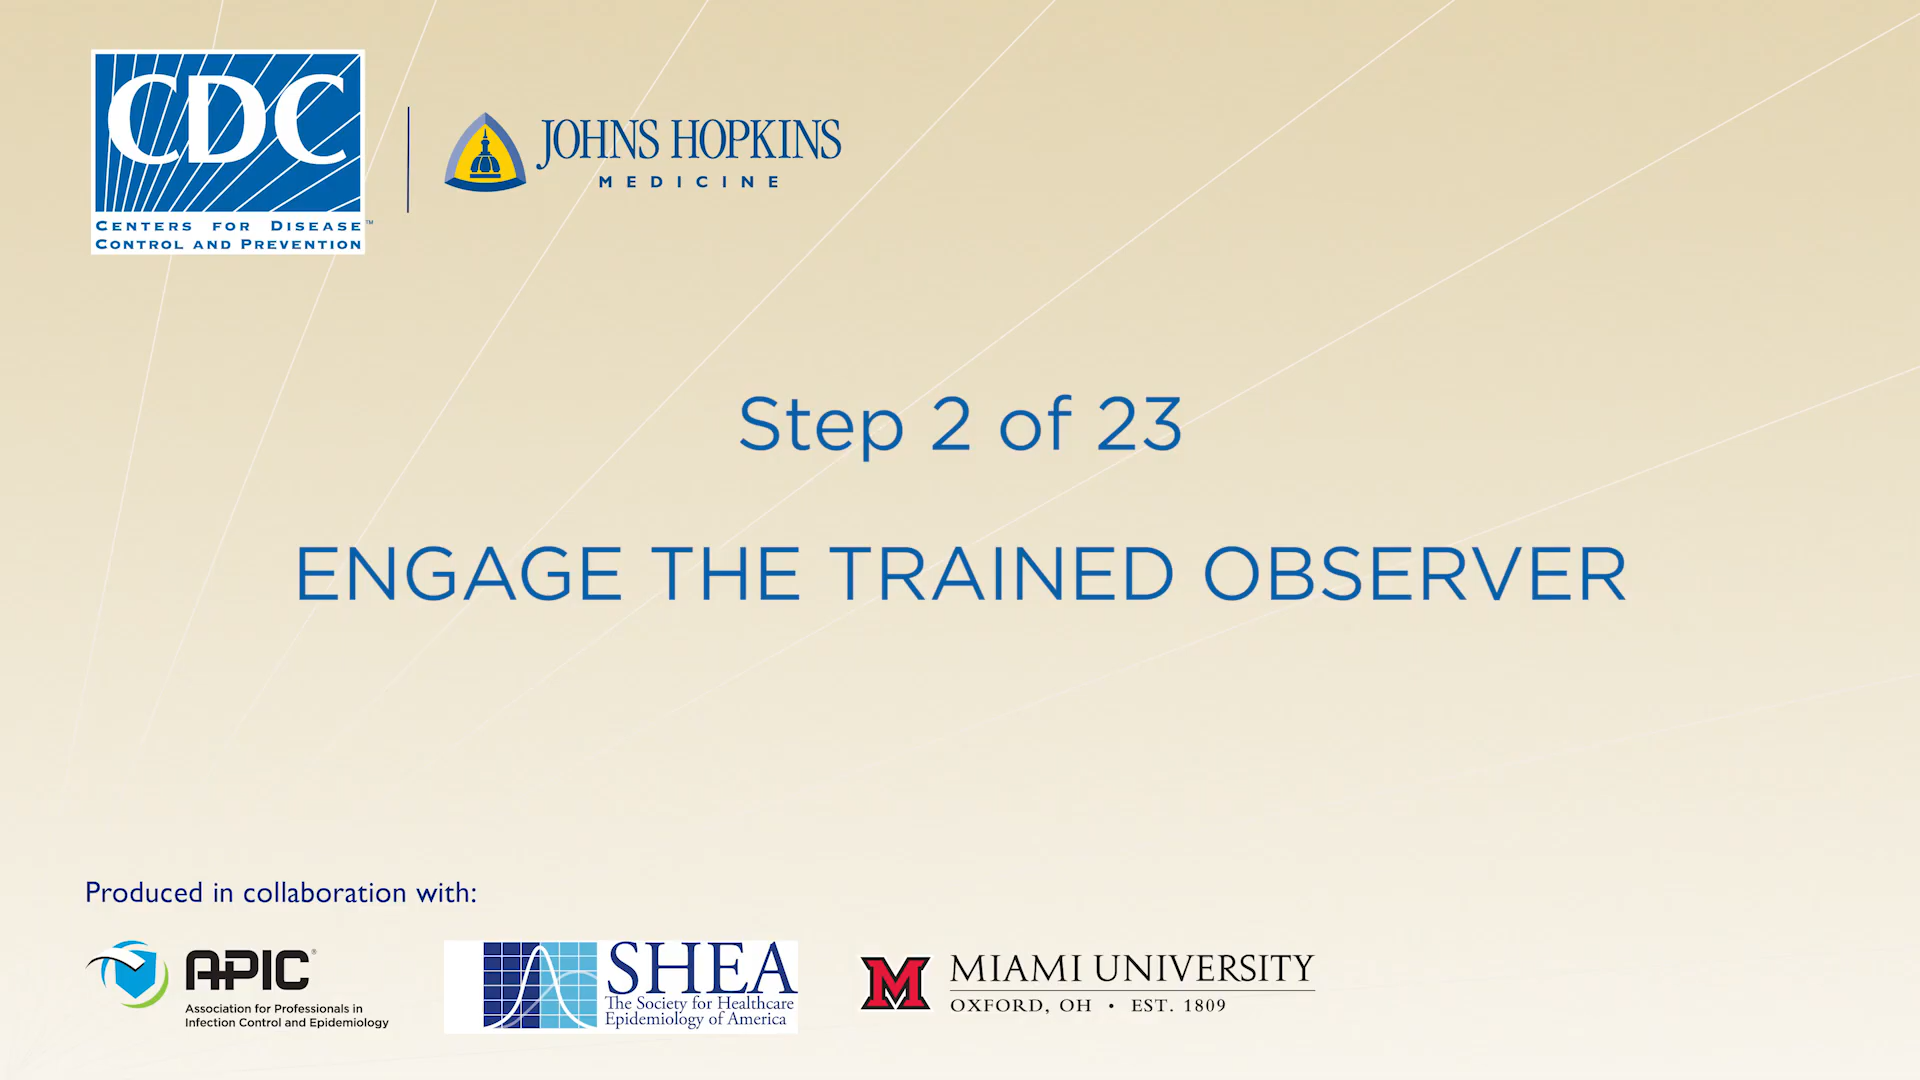 CDC
CENTERS FOR DISEASE™
CONTROL AND PREVENTION
JOHNS HOPKINS
MEDICINE
Step 2 of 23
ENGAGE THE TRAINED OBSERVER
Produced in collaboration with:
APIC®
Association for Professionals in
Infection Control and Epidemiology
SHEA
The Society for Healthcare
Epidemiology of America
M
MIAMI UNIVERSITY
OXFORD, OH • EST. 1809